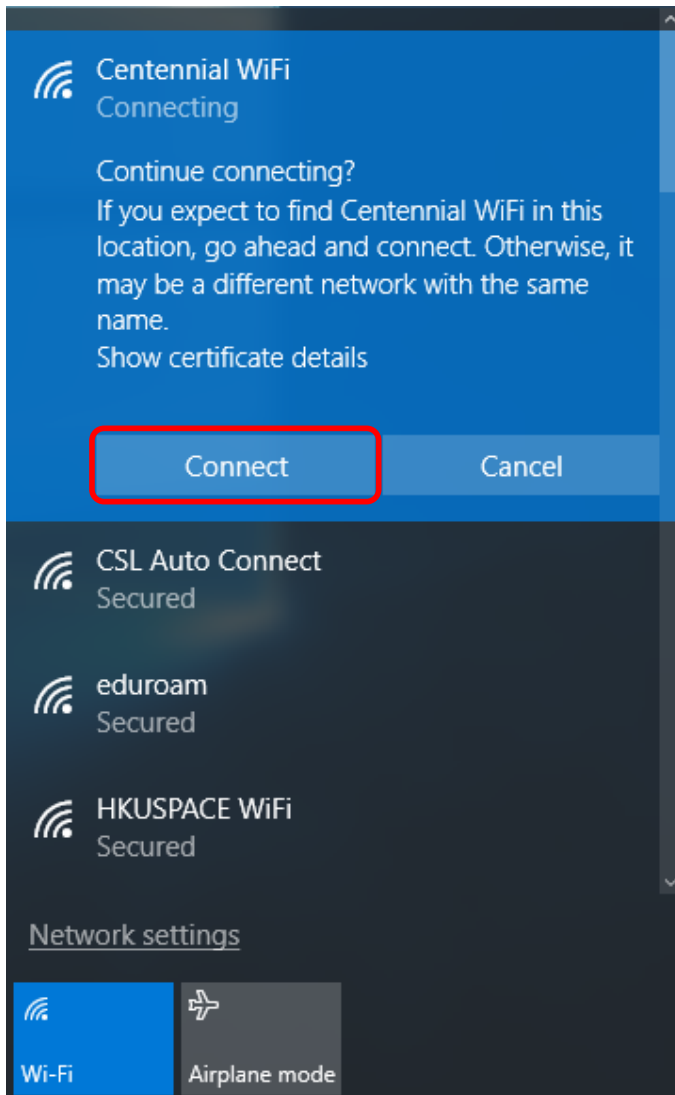 Centennial WiFi
Connecting
Continue connecting?
If you expect to find Centennial WiFi in this
location, go ahead and connect. Otherwise, it
may be a different network with the same
name.
Show certificate details
Connect
Cancel
CSL Auto Connect
Secured
eduroam
Secured
HKUSPACE WiFi
Secured
Network settings
Wi-Fi
Airplane mode